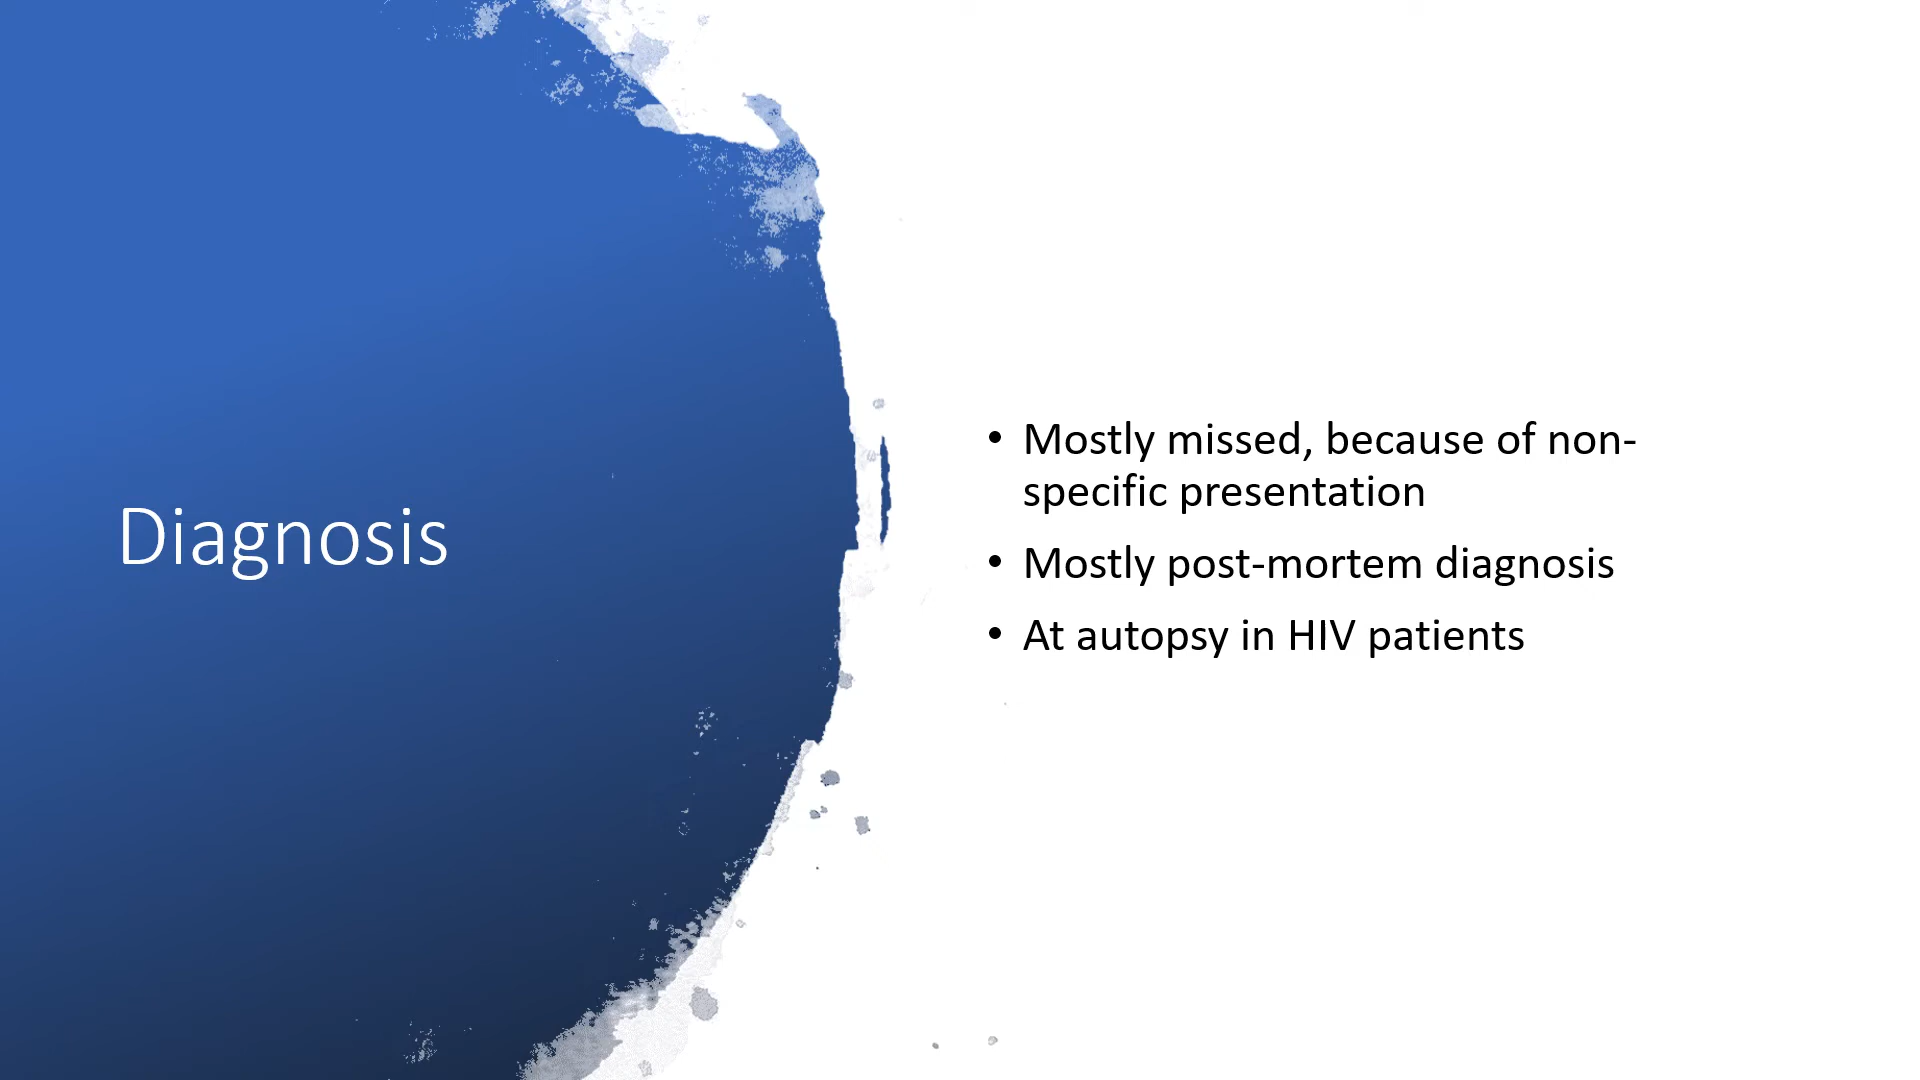 Diagnosis
• Mostly missed, because of non-
specific presentation
• Mostly post-mortem diagnosis
• At autopsy in HIV patients